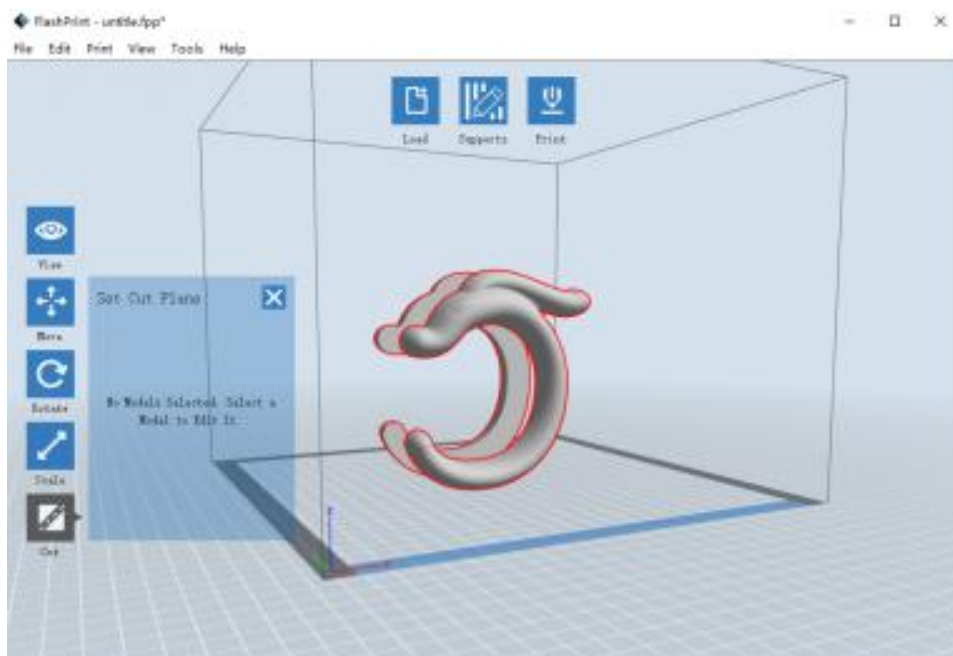 FlashPrint - untitle.fpp*
File Edit Print View Tools Help
Load Supports Print
View
Move
Rotate
Scale
Cut
Set Cut Plane
No Models Selected. Select a
Model to Edit It.